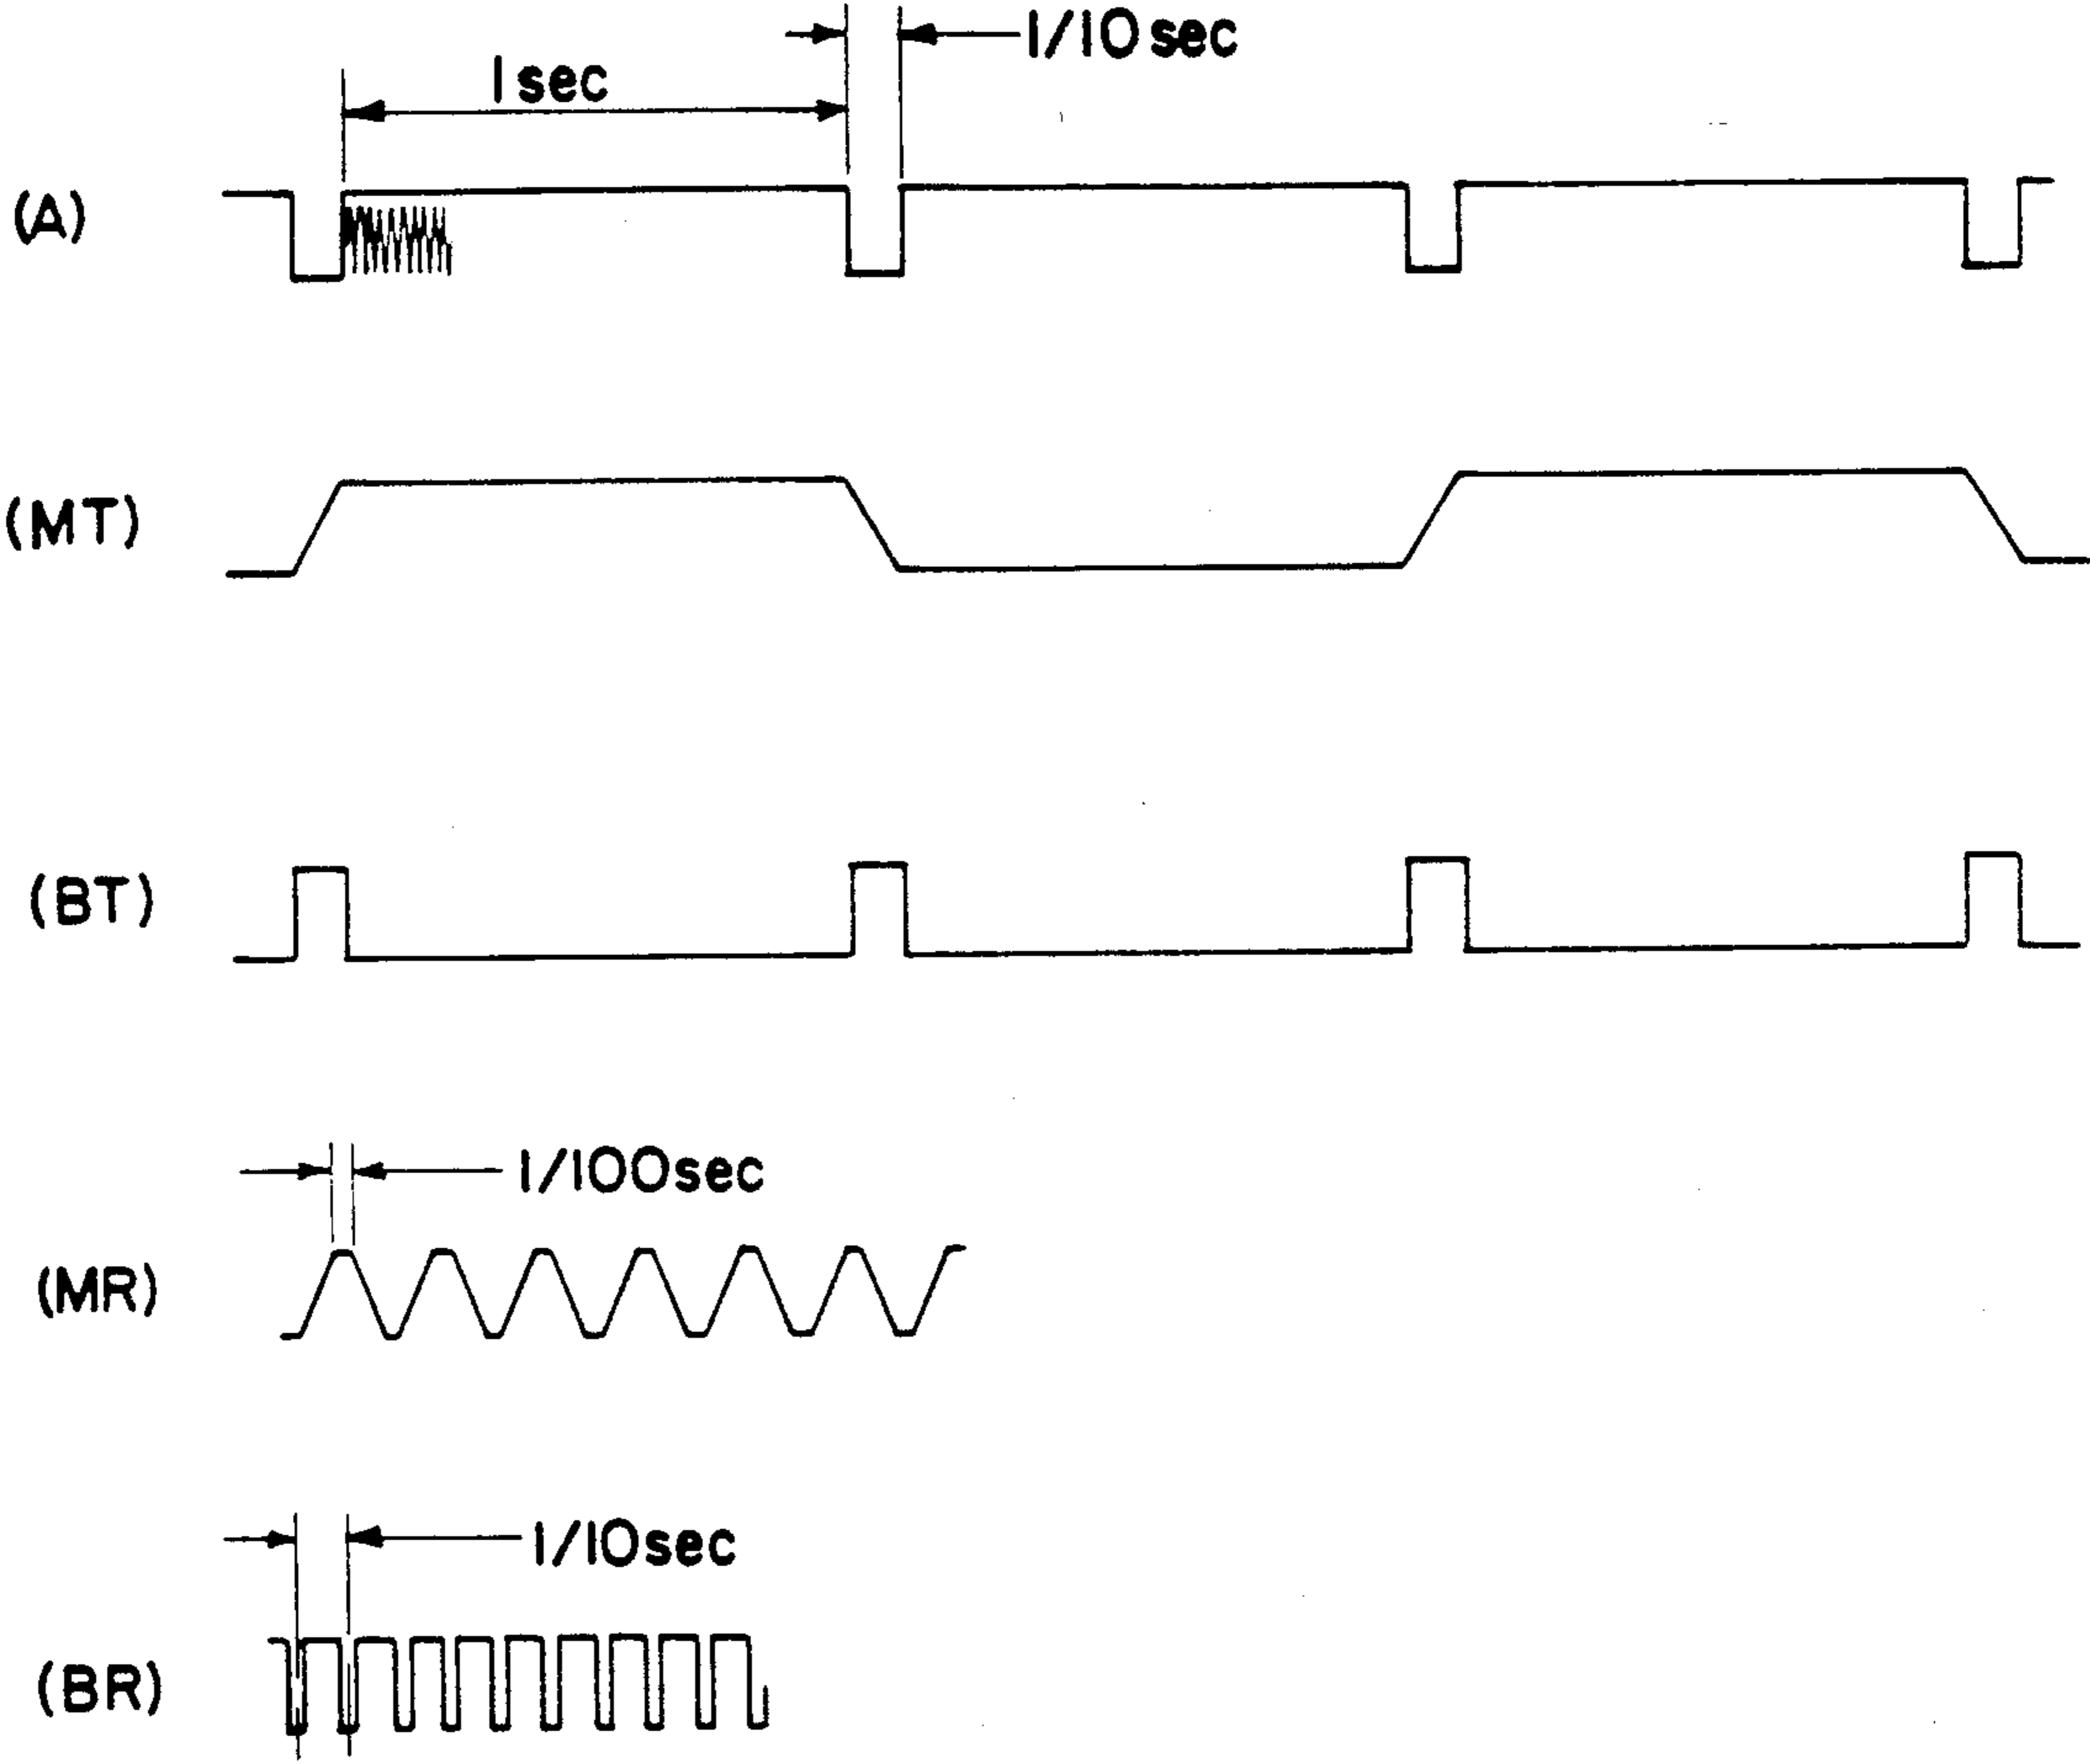 1/10 sec
1 sec
(A)
(MT)
(BT)
1/100sec
(MR)
1/10sec
(BR)